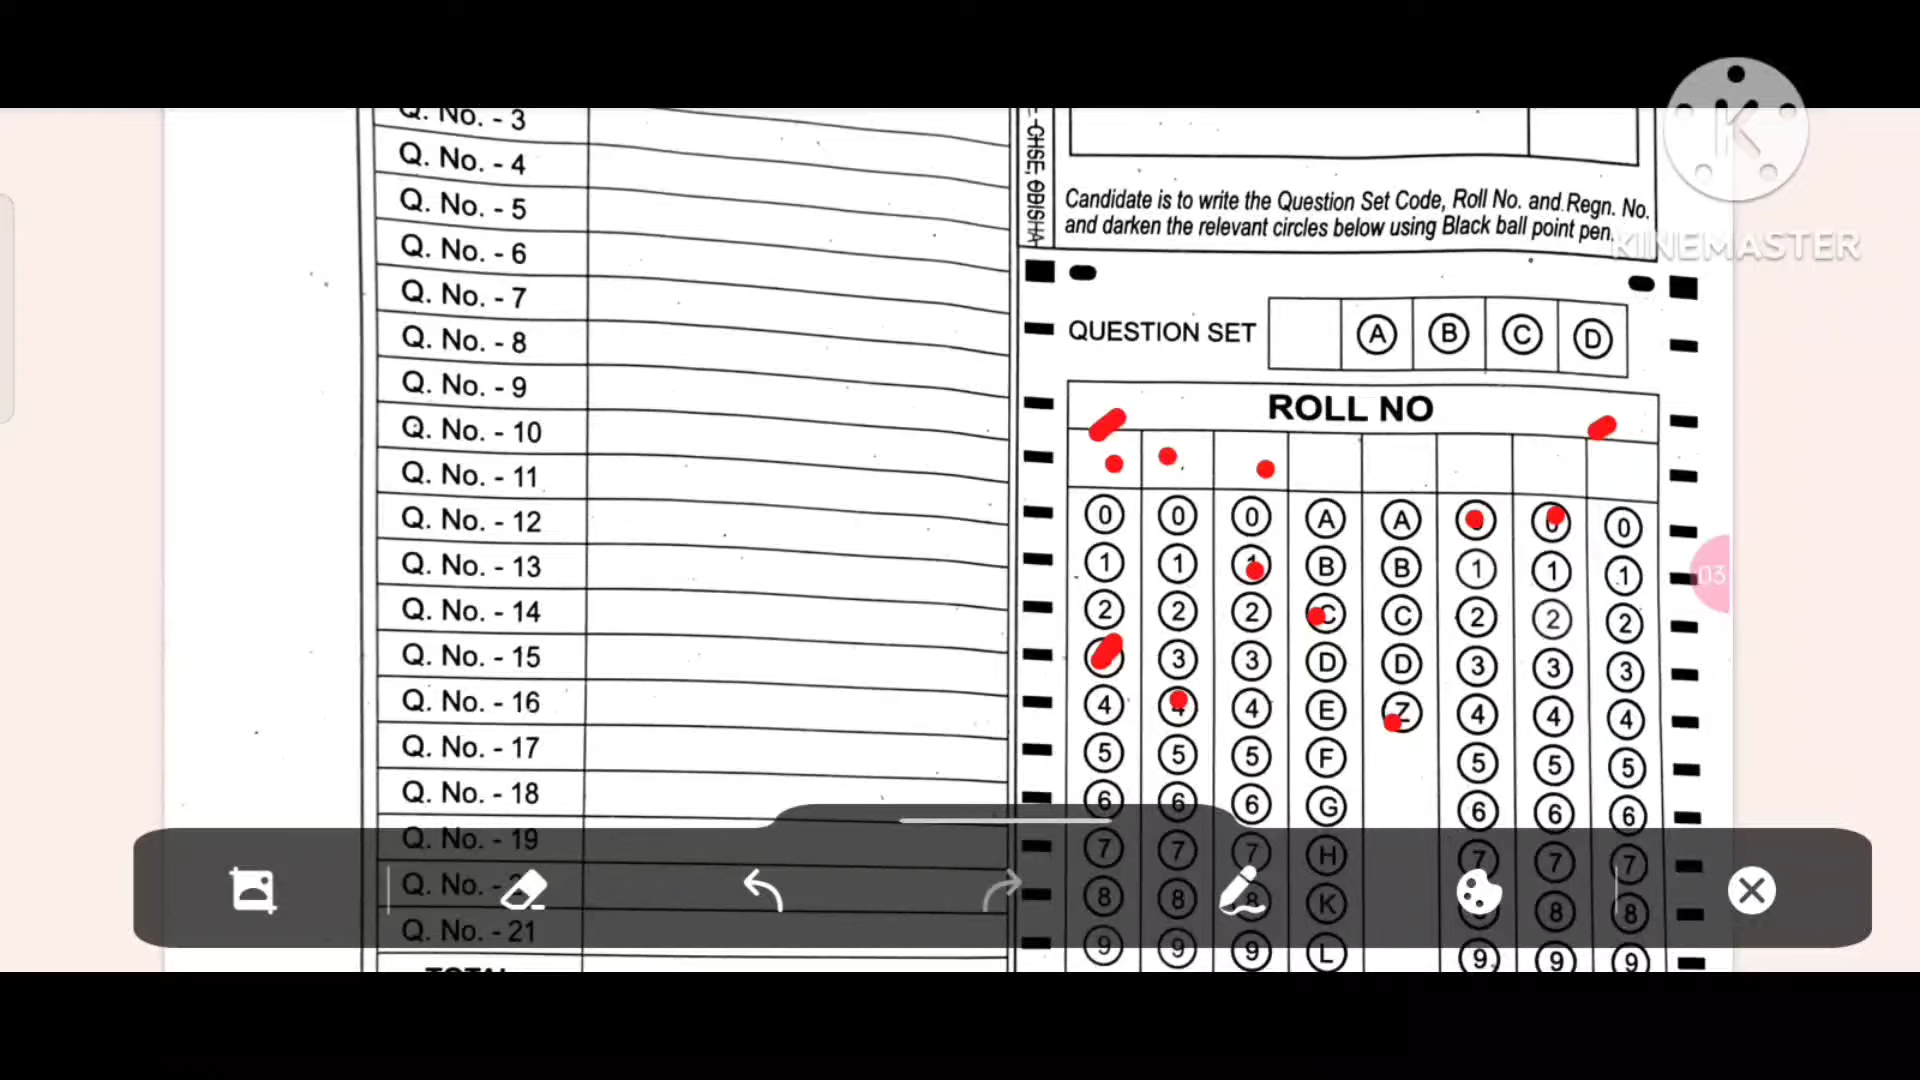 Q. No. - 3
Q. No. - 4
Q. No. - 5
Q. No. - 6
Q. No. - 7
Q. No. - 8
Q. No. - 9
Q. No. - 10
Q. No. - 11
Q. No. - 12
Q. No. - 13
Q. No. - 14
Q. No. - 15
Q. No. - 16
Q. No. - 17
Q. No. - 18
Q. No. - 19
Q. No. -
Q. No. - 21
CHSE, ODISHA
Candidate is to write the Question Set Code, Roll No. and Regn. No.
and darken the relevant circles below using Black ball point pen.
KINEMASTER
QUESTION SET A B C D
ROLL NO
0 0 0 A A 0 0
1 1 1 B B 1 1 1
2 2 2 C C 2 2 2
3 3 D D 3 3 3
4 4 4 E Z 4 4 4
5 5 5 F 5 5 5
6 6 6 G 6 6 6
7 7 7 H 7 7 7
8 8 8 K 8 8
9 9 9 L 9 9 9
03